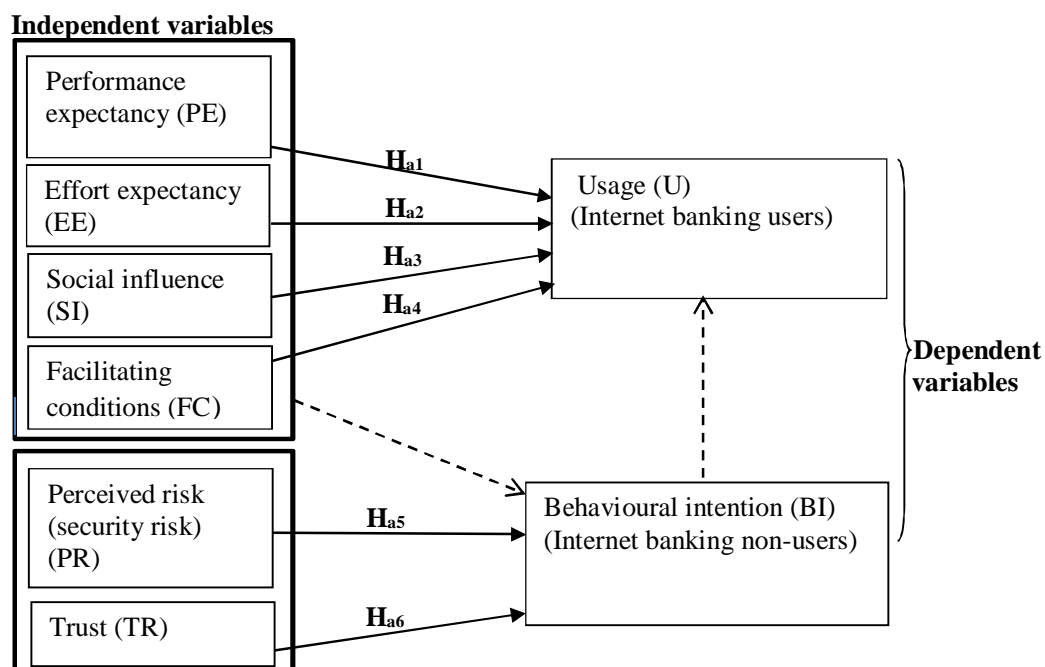 Independent variables
Performance
expectancy (PE)
Effort expectancy
(EE)
Social influence
(SI)
Facilitating
conditions (FC)
Perceived risk
(security risk)
(PR)
Trust (TR)
Ha1
Ha2
Ha3
Ha4
Ha5
Ha6
Usage (U)
(Internet banking users)
Behavioural intention (BI)
(Internet banking non-users)
Dependent
variables